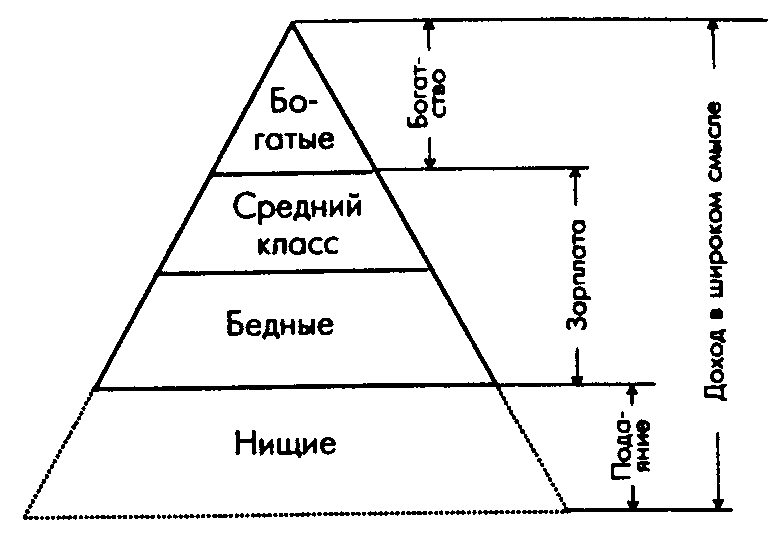 Бо-
гатые
Средний
класс
Бедные
Нищие
Богат-
ство
Зарплата
Пода-
яние
Доход в широком смысле